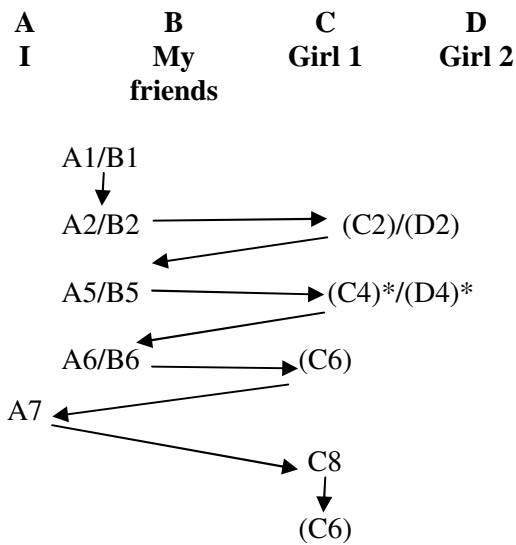 A B C D
I My Girl 1 Girl 2
friends
A1/B1
A2/B2 (C2)/(D2)
A5/B5 (C4)*/(D4)*
A6/B6 (C6)
A7
C8
(C6)